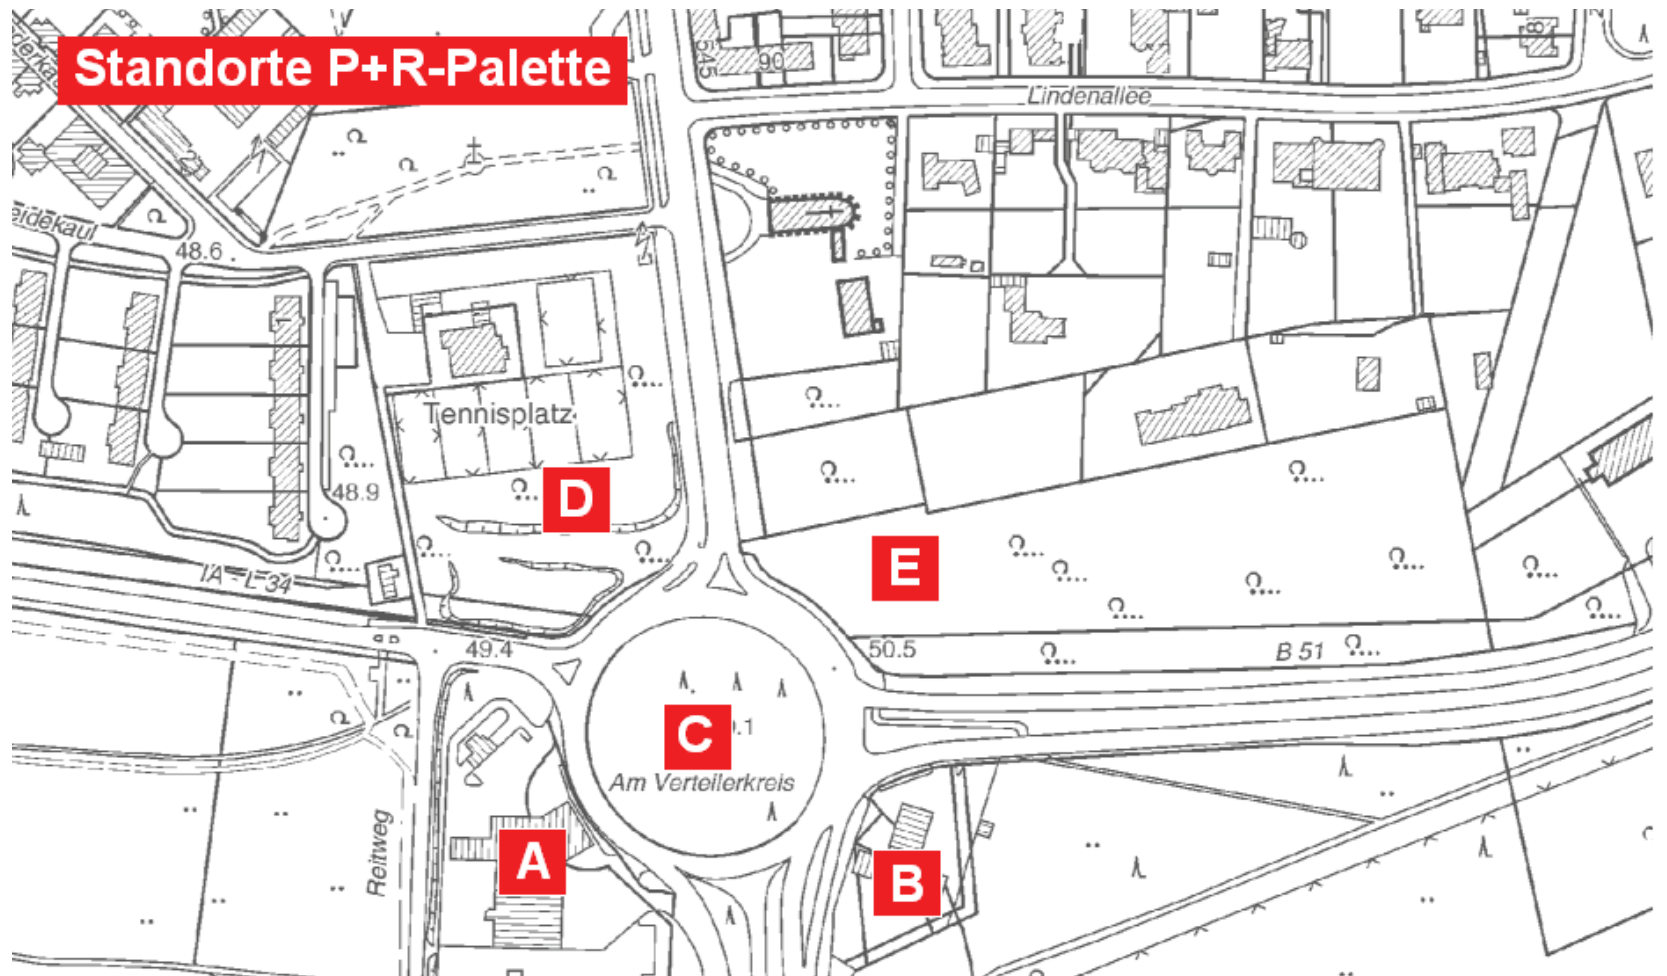 Standorte P+R-Palette
545
90
Lindenallee
48.6
Tennisplatz
48.9
D
E
IA - L 34
49.4
50.5
B 51
C
.1
Am Verteilerkreis
Reitweg
A
B